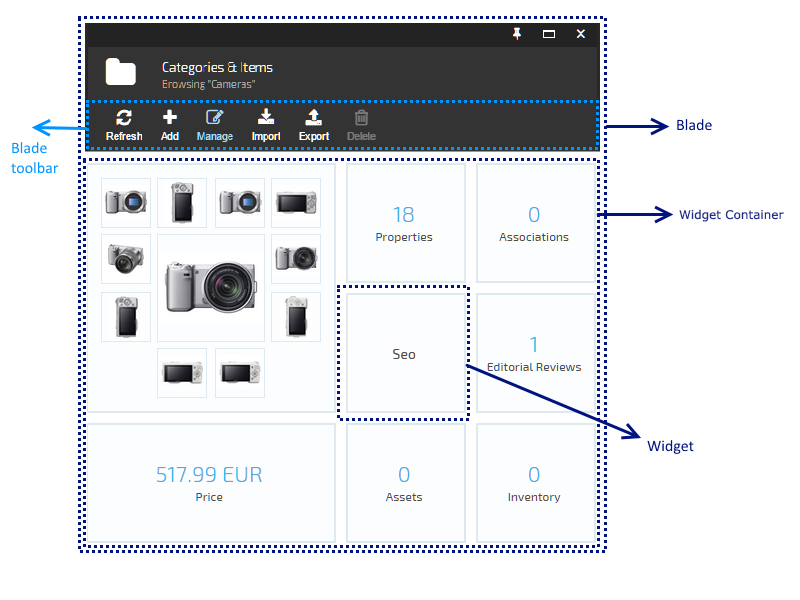 Categories & Items
Browsing "Cameras"
Refresh
Add
Manage
Import
Export
Delete
Blade
toolbar
Blade
Widget Container
18
Properties
0
Associations
Seo
1
Editorial Reviews
Widget
517.99 EUR
Price
0
Assets
0
Inventory